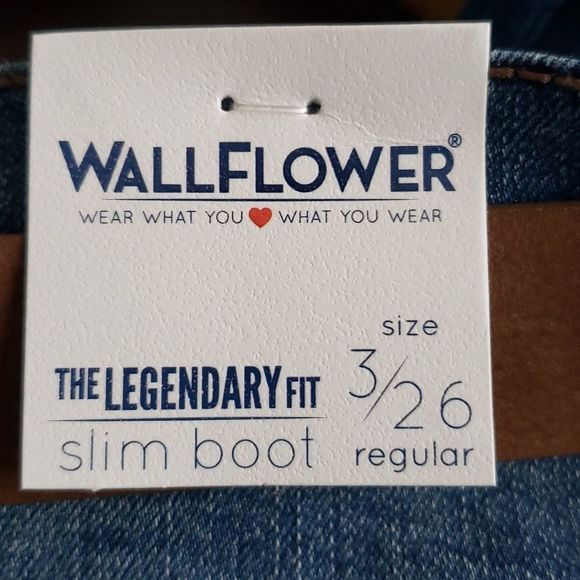 WALLFLOWER®
WEAR WHAT YOU ❤ WHAT YOU WEAR
size
3/26
regular
THE LEGENDARY FIT
slim boot